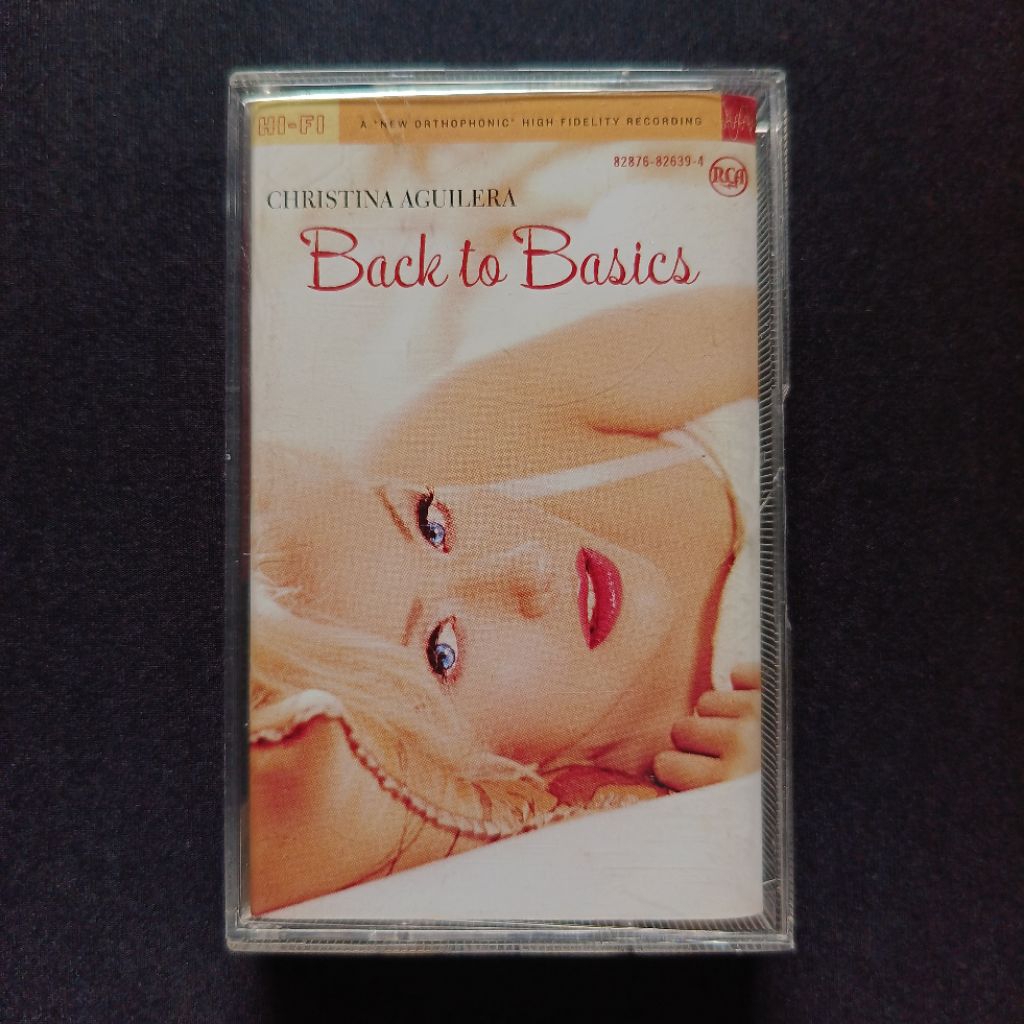 HI-FI
A "NEW ORTHOPHONIC" HIGH FIDELITY RECORDING
82876-82639-4
RCA
CHRISTINA AGUILERA
Back to Basics